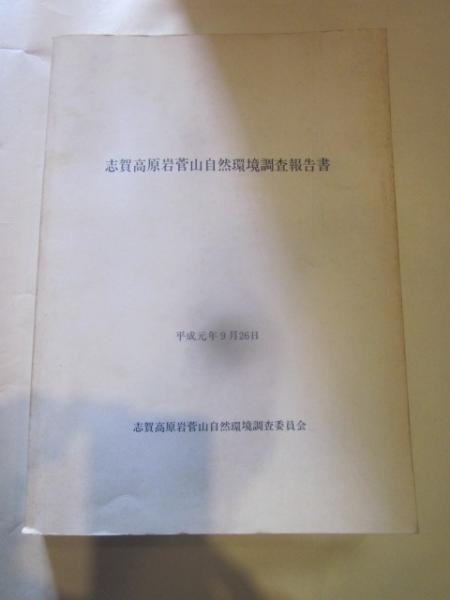 志賀高原岩菅山自然環境調査報告書
平成元年9月26日
志賀高原岩菅山自然環境調査委員会